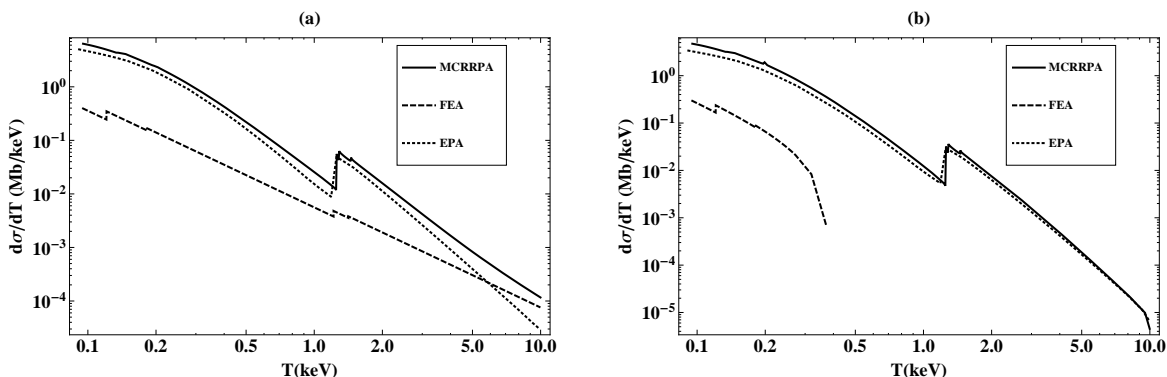 (a)
dσ/dT (Mb/keV)
10^0
10^-1
10^-2
10^-3
10^-4
MCRRPA
FEA
EPA
0.1 0.2 0.5 1.0 2.0 5.0 10.0
T(keV)
(b)
dσ/dT (Mb/keV)
10^0
10^-1
10^-2
10^-3
10^-4
10^-5
MCRRPA
FEA
EPA
0.1 0.2 0.5 1.0 2.0 5.0 10.0
T(keV)